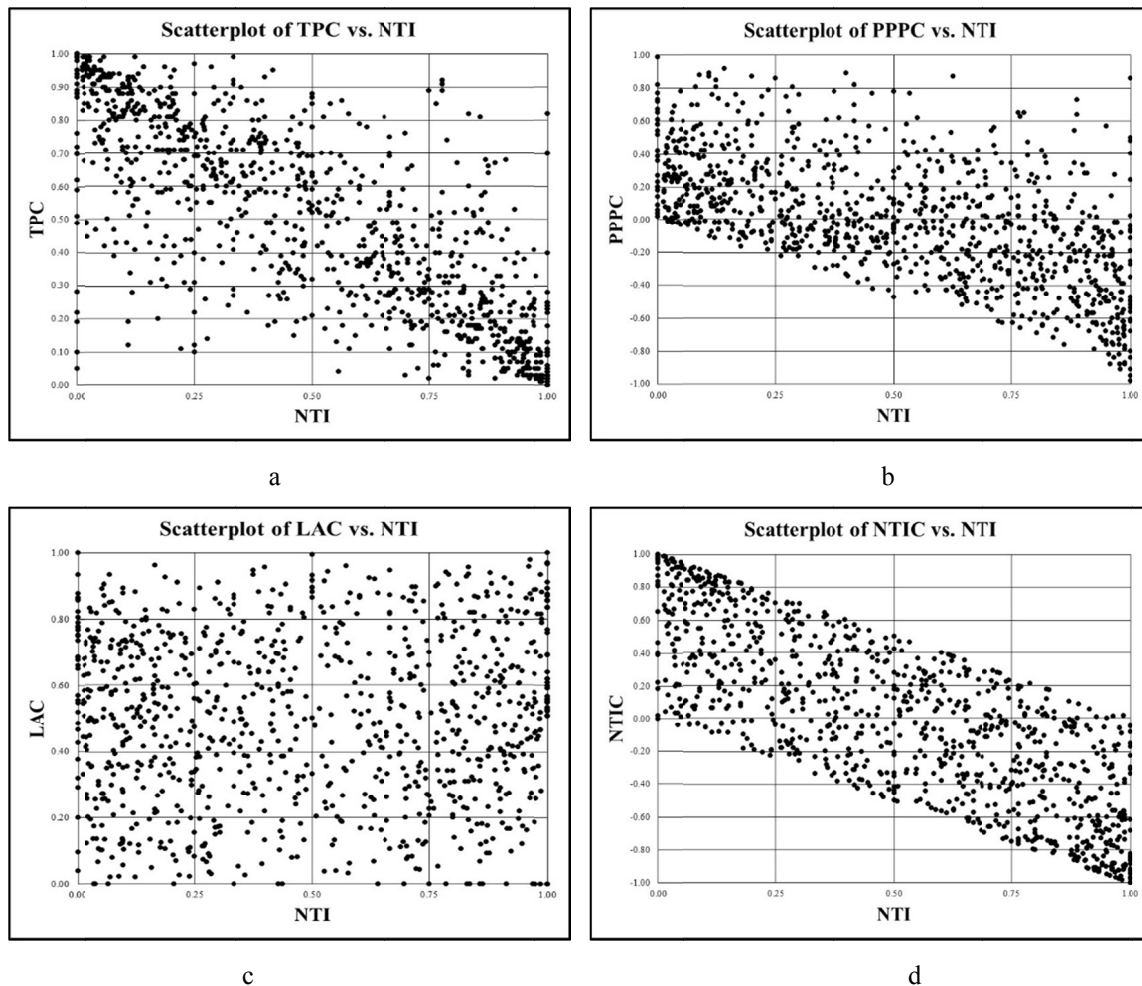 Scatterplot of TPC vs. NTI
1.00
0.90
0.80
0.70
0.60
0.50
0.40
0.30
0.20
0.10
0.00
TPC
0.00 0.25 0.50 0.75 1.00
NTI
a
Scatterplot of PPPC vs. NTI
1.00
0.80
0.60
0.40
0.20
0.00
-0.20
-0.40
-0.60
-0.80
-1.00
PPPC
0.00 0.25 0.50 0.75 1.00
NTI
b
Scatterplot of LAC vs. NTI
1.00
0.80
0.60
0.40
0.20
0.00
LAC
0.00 0.25 0.50 0.75 1.00
NTI
c
Scatterplot of NTIC vs. NTI
1.00
0.80
0.60
0.40
0.20
0.00
-0.20
-0.40
-0.60
-0.80
-1.00
NTIC
0.00 0.25 0.50 0.75 1.00
NTI
d